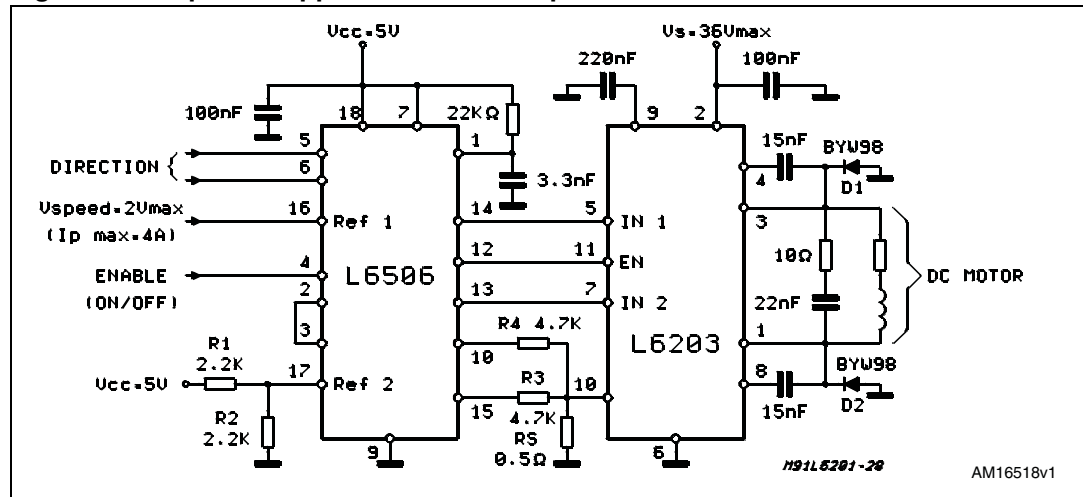 Vcc=5V
Vs=36Vmax
220nF
100nF
100nF
18
7
22KΩ
9
2
15nF
BYW98
5
1
4
D1
DIRECTION {
6
3.3nF
Vspeed=2Vmax
16
Ref 1
14
5
IN 1
3
(Ip max=4A)
12
11
EN
10Ω
ENABLE
4
L6506
DC MOTOR
(ON/OFF)
2
13
7
IN 2
22nF
3
R4 4.7K
L6203
1
R1
10
BYW98
2.2K
R3
8
Vcc=5V
17
Ref 2
10
15
4.7K
15nF
D2
R2
2.2K
RS
0.5Ω
9
6
M91L6201-20
AM16518v1